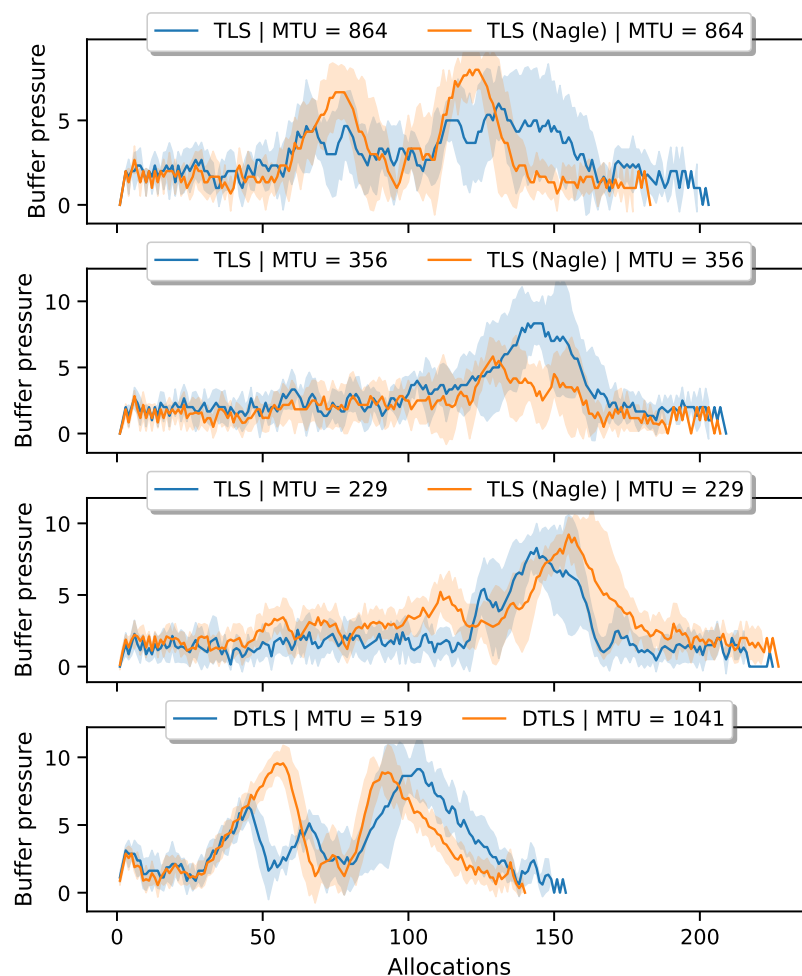 TLS | MTU = 864 TLS (Nagle) | MTU = 864
Buffer pressure
5
0
TLS | MTU = 356 TLS (Nagle) | MTU = 356
Buffer pressure
10
5
0
TLS | MTU = 229 TLS (Nagle) | MTU = 229
Buffer pressure
10
5
0
DTLS | MTU = 519 DTLS | MTU = 1041
Buffer pressure
10
5
0
0 50 100 150 200
Allocations